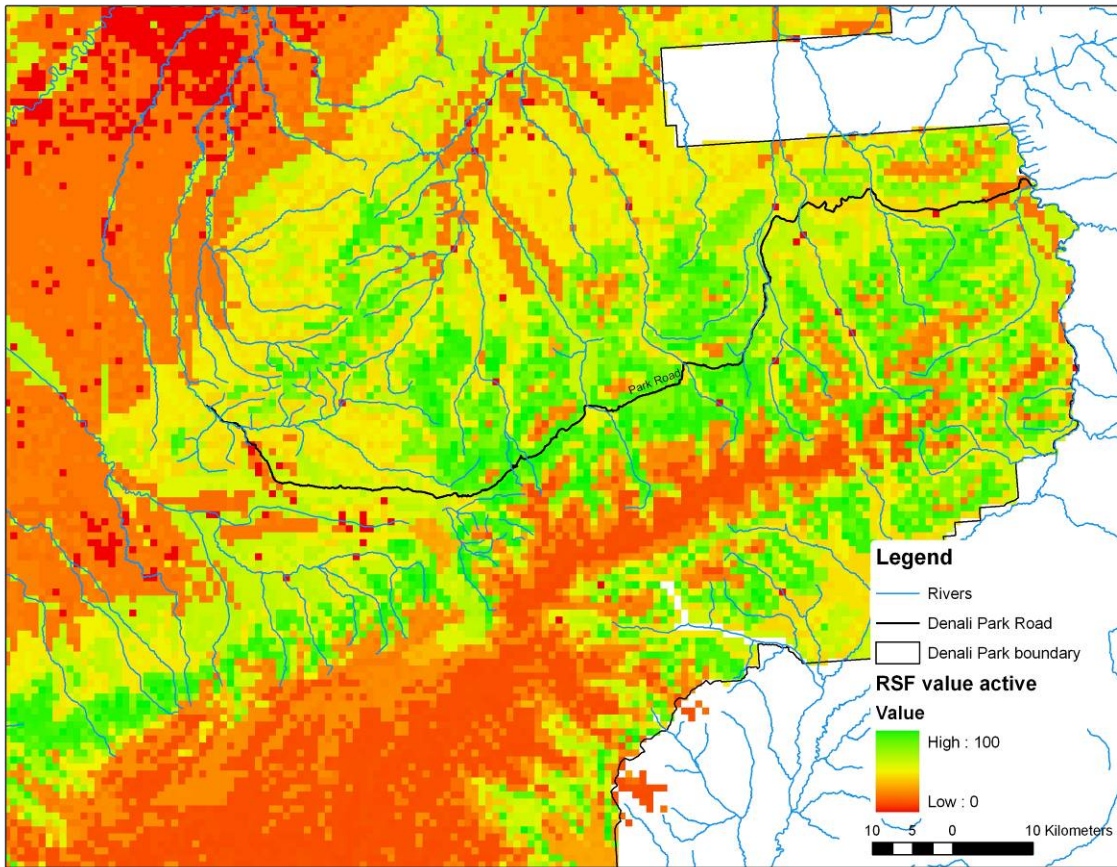 Park Road
Legend
Rivers
Denali Park Road
Denali Park boundary
RSF value active
Value
High : 100
Low : 0
10 5 0 10 Kilometers